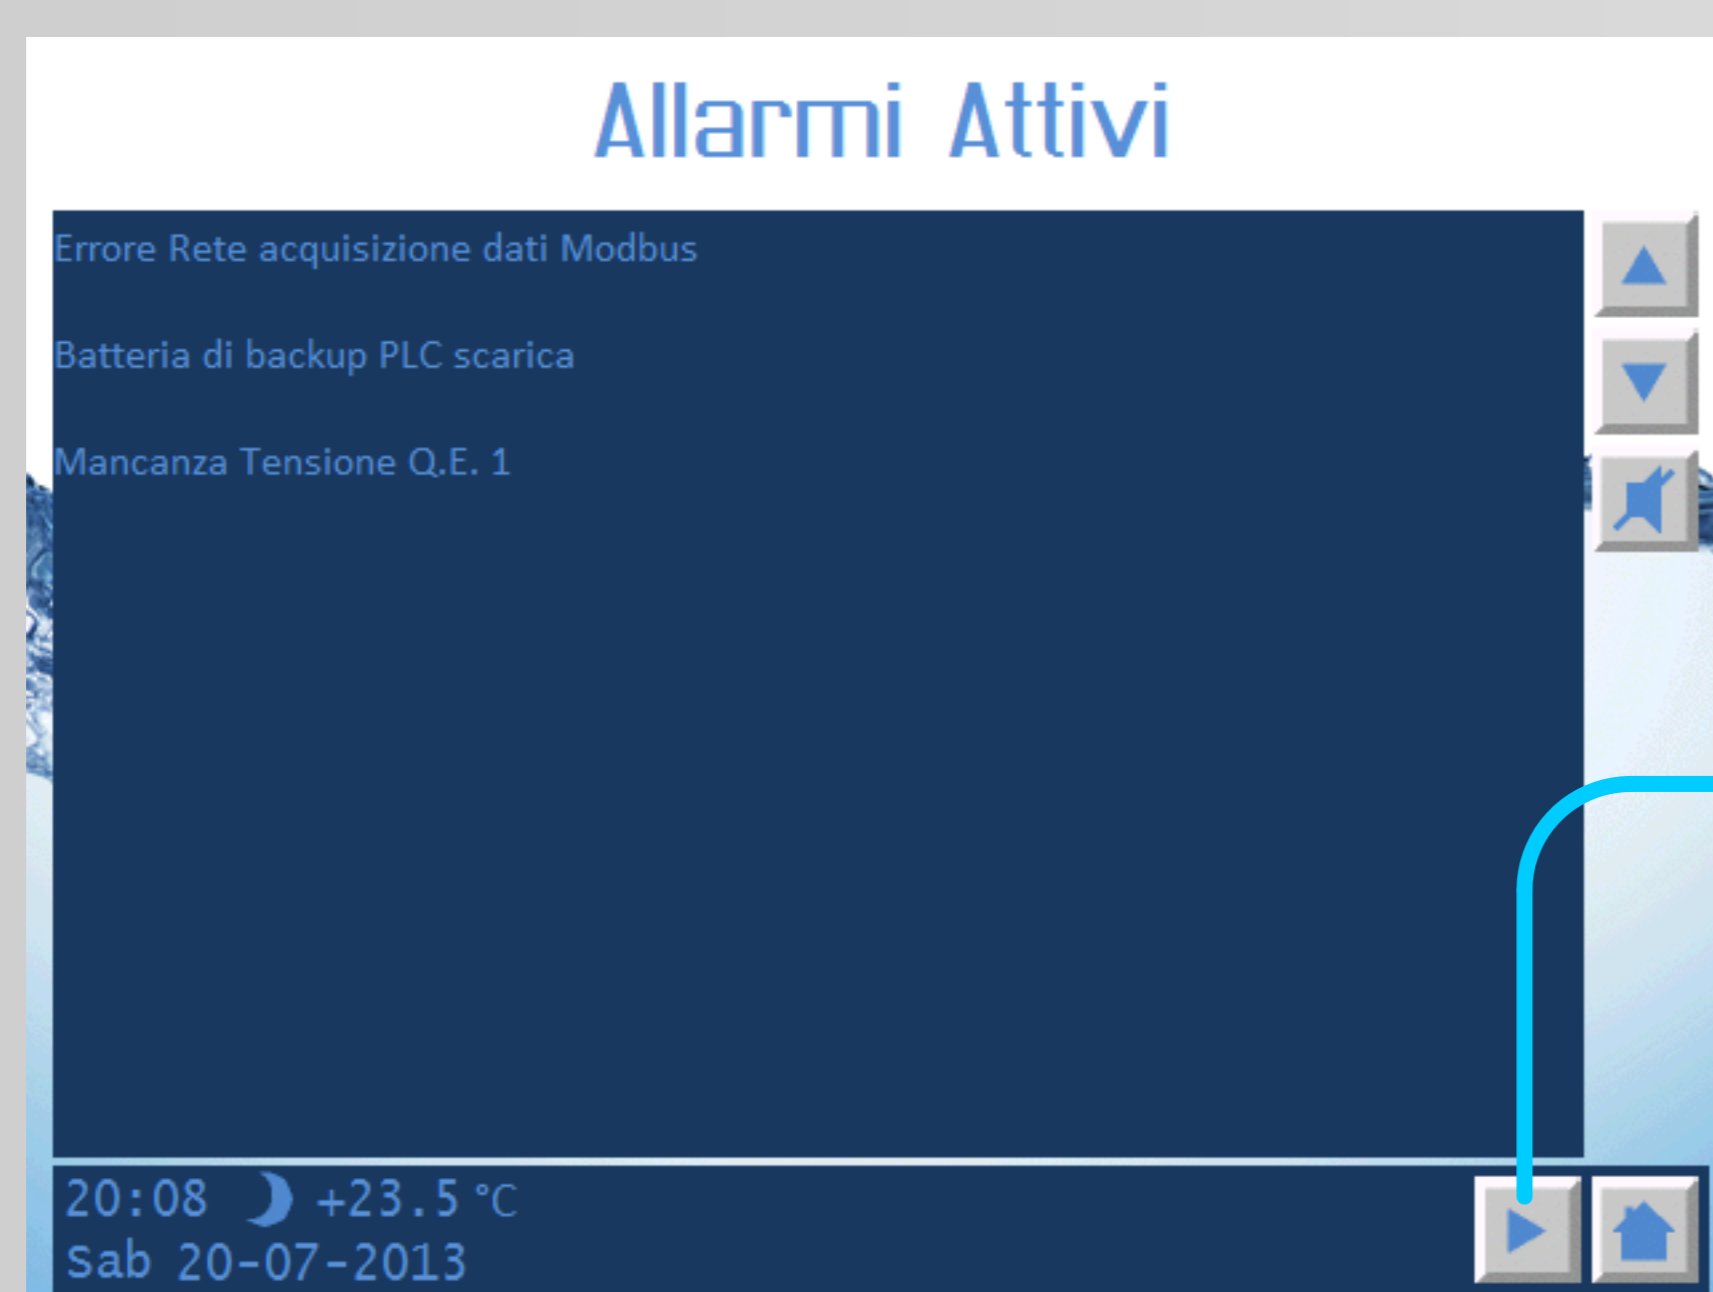 Allarmi Attivi
Errore Rete acquisizione dati Modbus
Batteria di backup PLC scarica
Mancanza Tensione Q.E. 1
20:08 +23.5 °C
Sab 20-07-2013